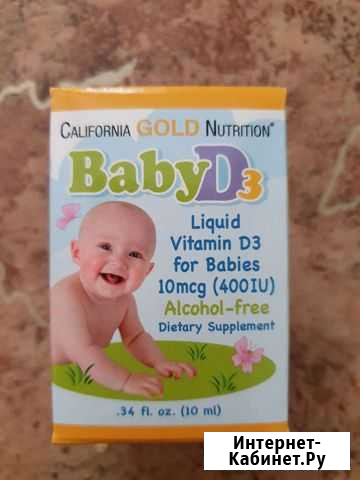 CALIFORNIA GOLD NUTRITION®
BabyD3
Liquid
Vitamin D3
for Babies
10mcg (400IU)
Alcohol-free
Dietary Supplement
.34 fl. oz. (10 ml)
Интернет-
Кабинет.Ру